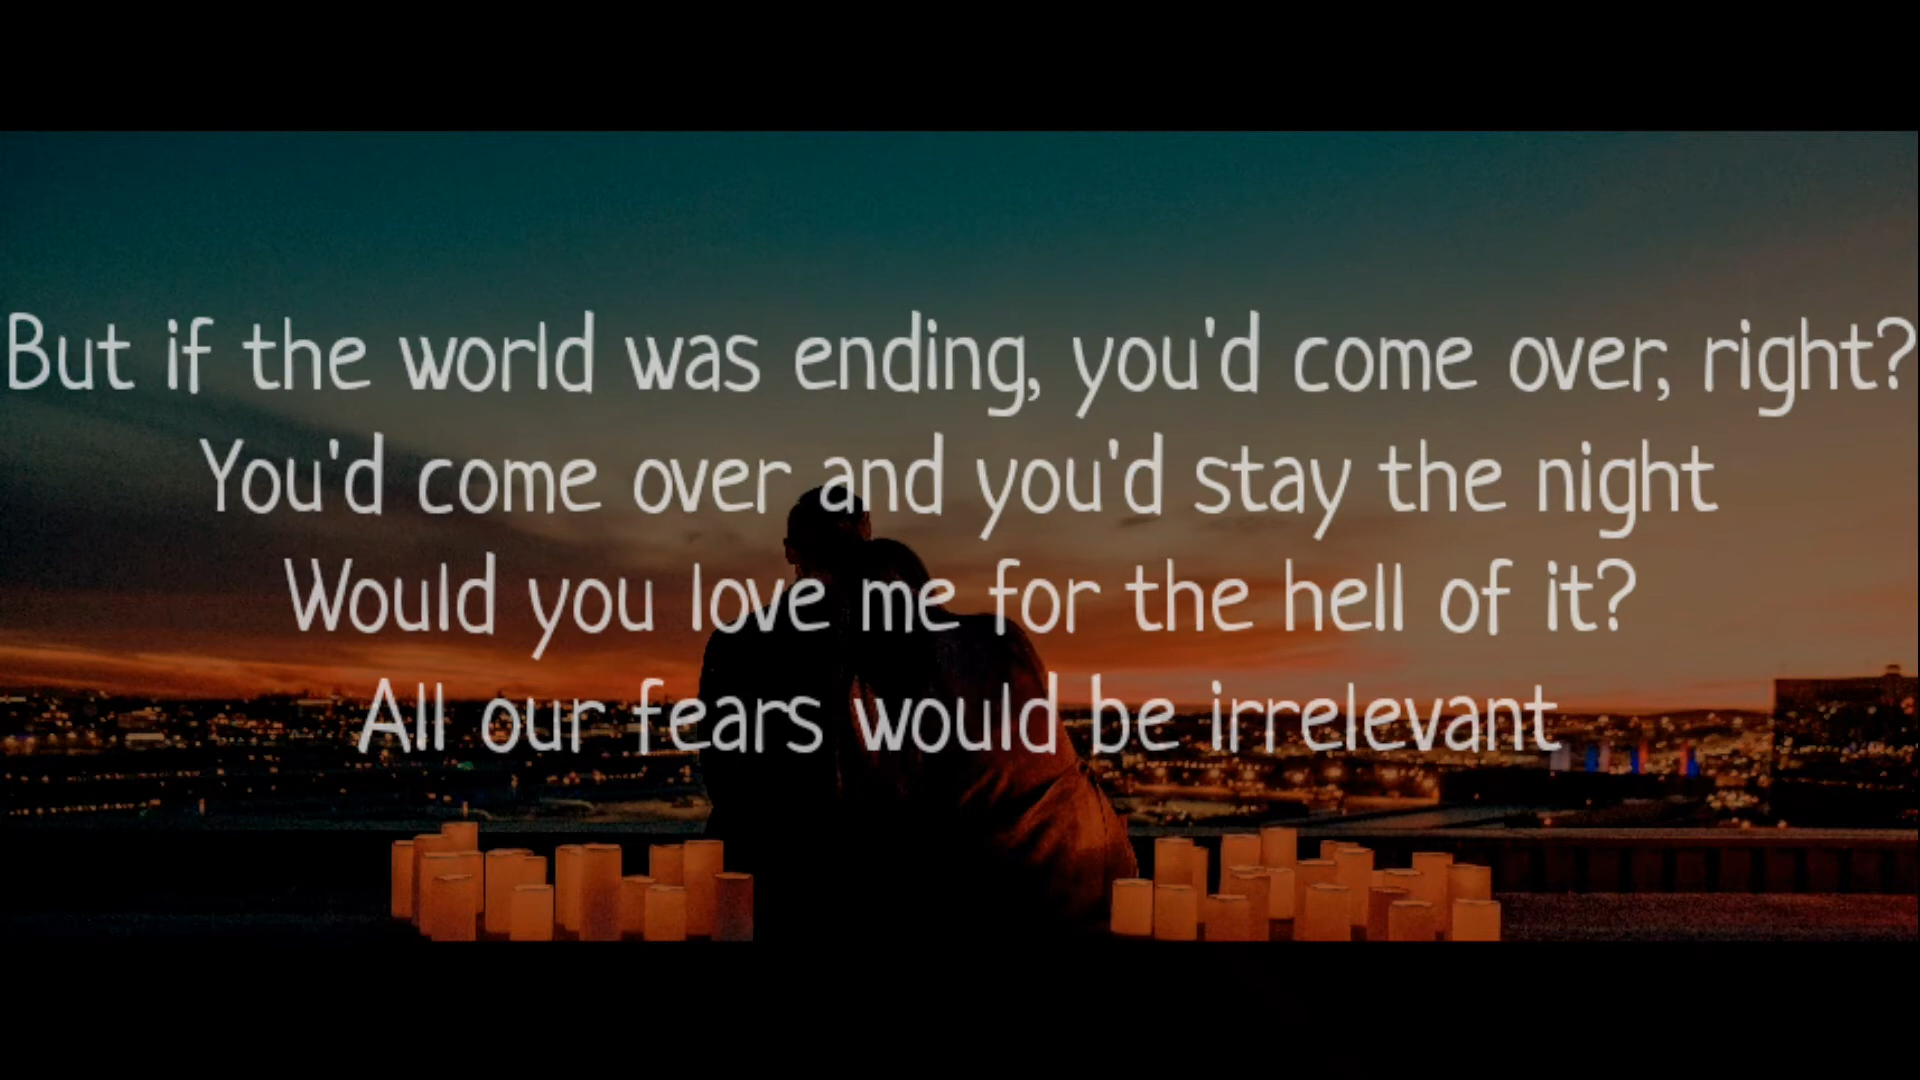 But if the world was ending, you'd come over, right?
You'd come over and you'd stay the night
Would you love me for the hell of it?
All our fears would be irrelevant